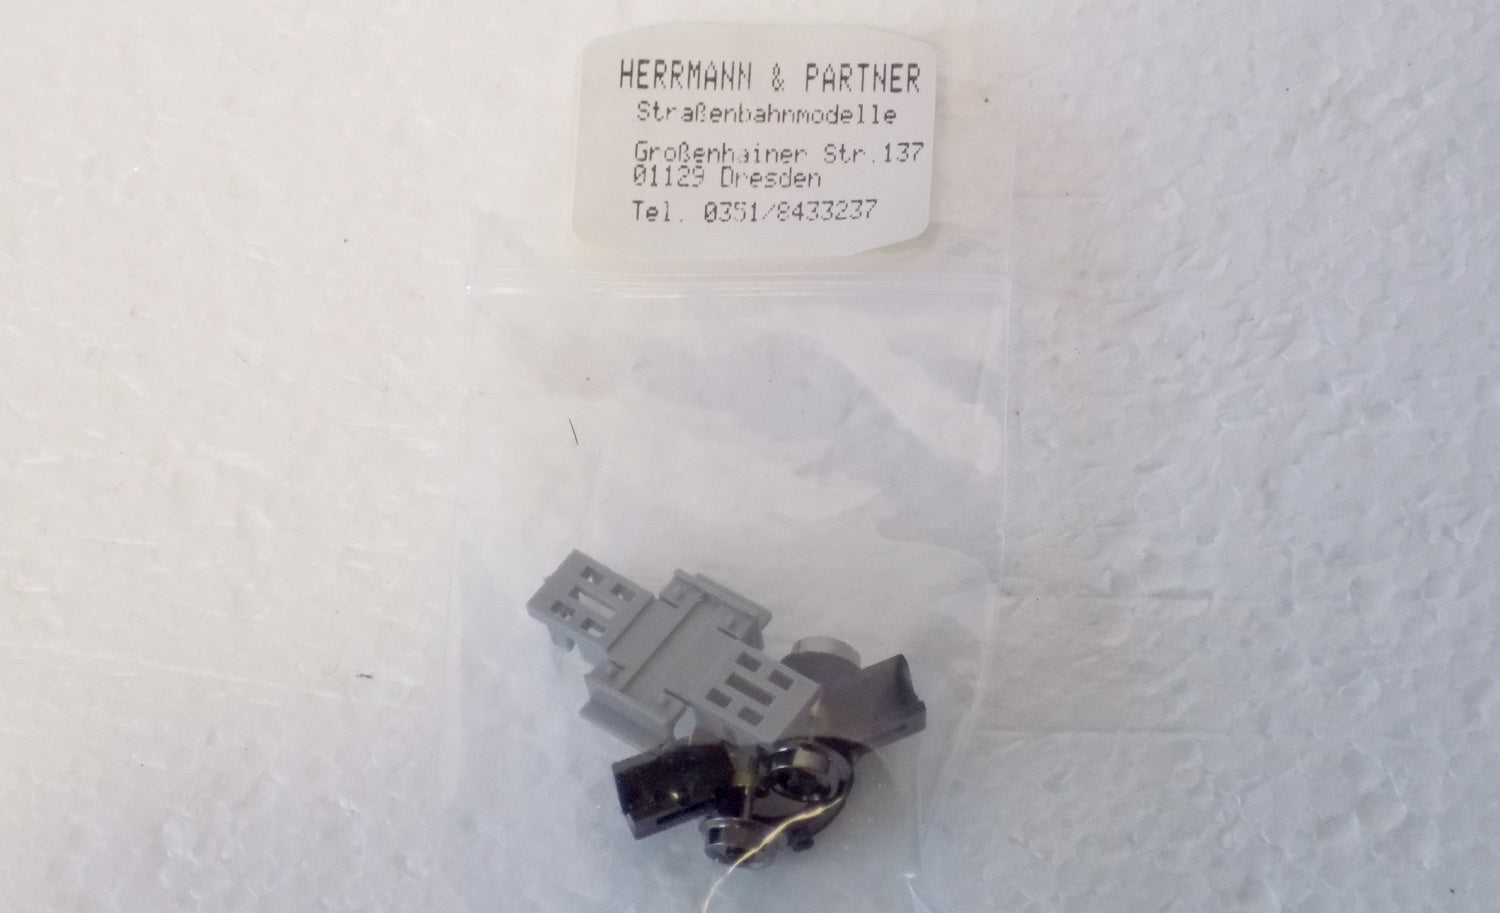 HERRMANN & PARTNER
Straßenbahnmodelle
Großenhainer Str.137
01129 Dresden
Tel. 0351/8433237